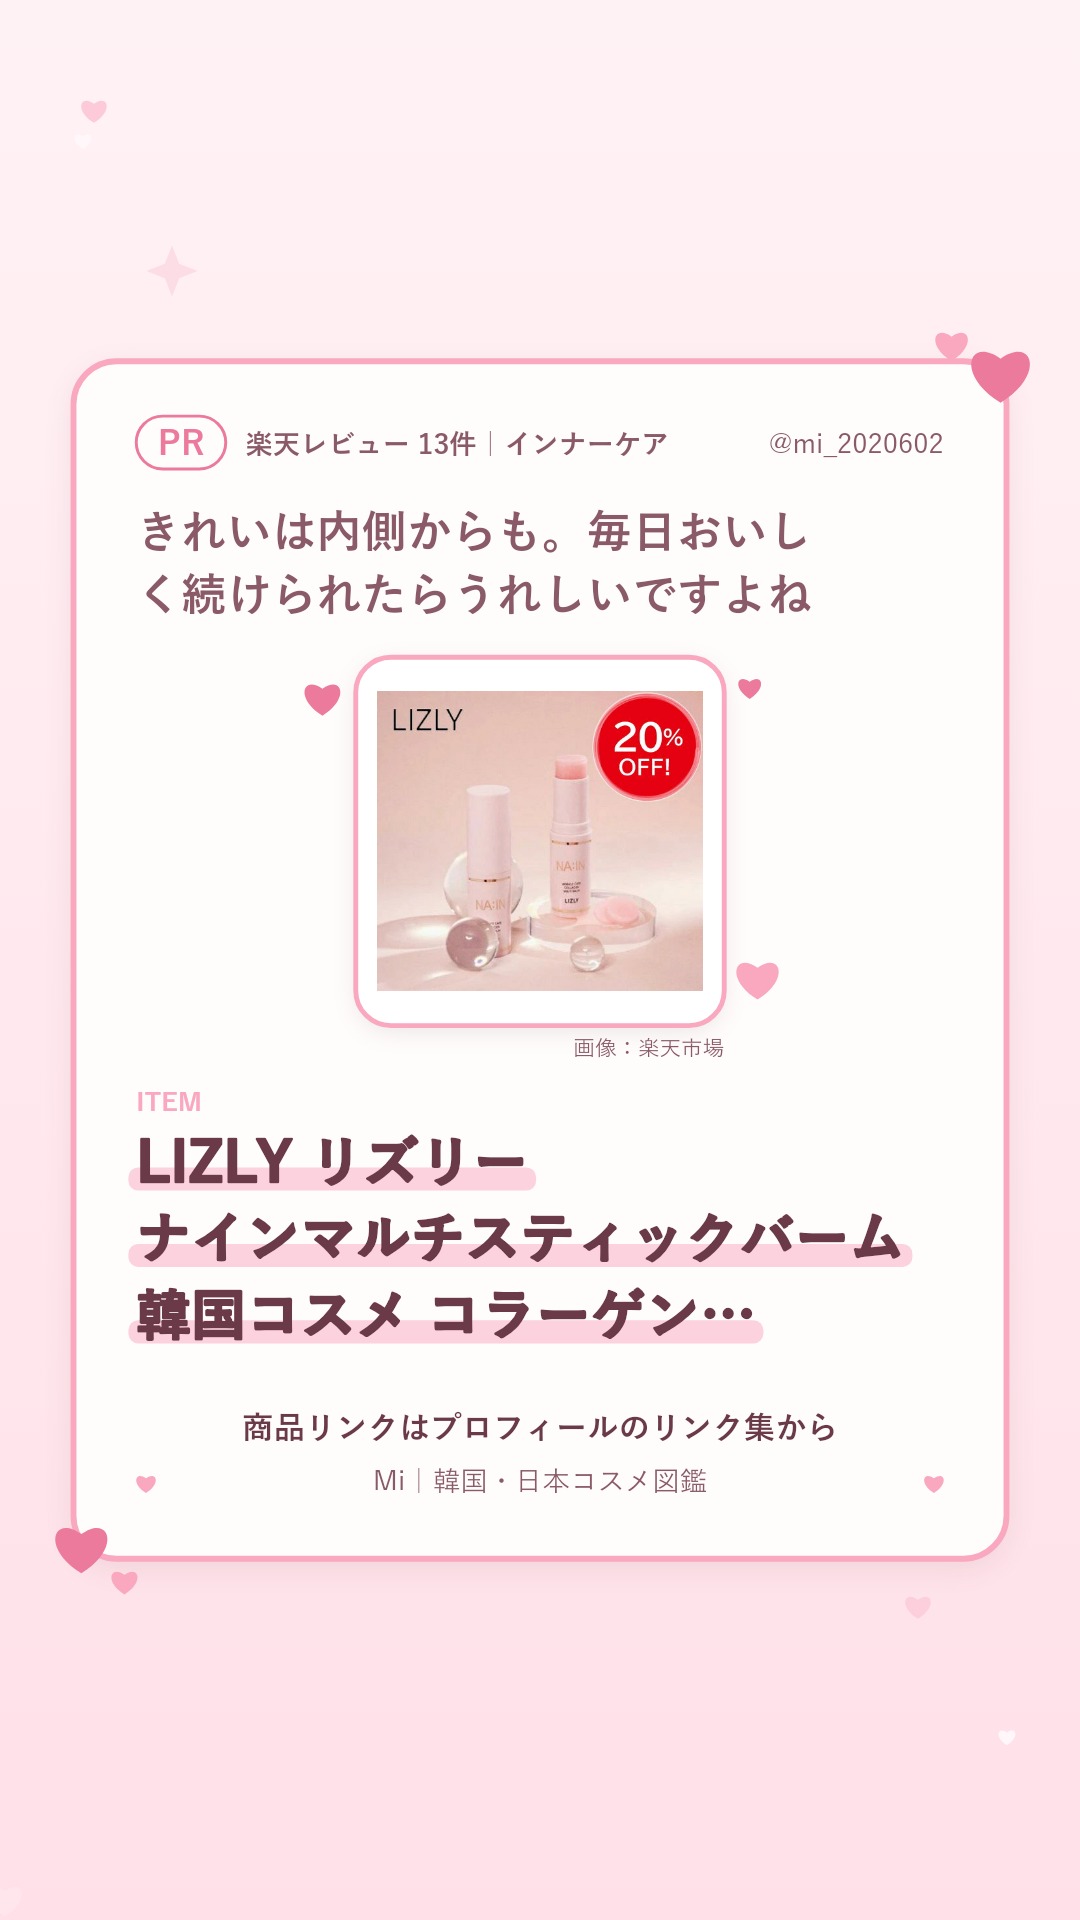 PR 楽天レビュー 13件｜インナーケア @mi_2020602
きれいは内側からも。毎日おいし
く続けられたらうれしいですよね
LIZLY
20%
OFF!
NA:IN
NA:IN
LIZLY
画像：楽天市場
ITEM
LIZLY リズリー
ナインマルチスティックバーム
韓国コスメ コラーゲン…
商品リンクはプロフィールのリンク集から
Mi｜韓国・日本コスメ図鑑